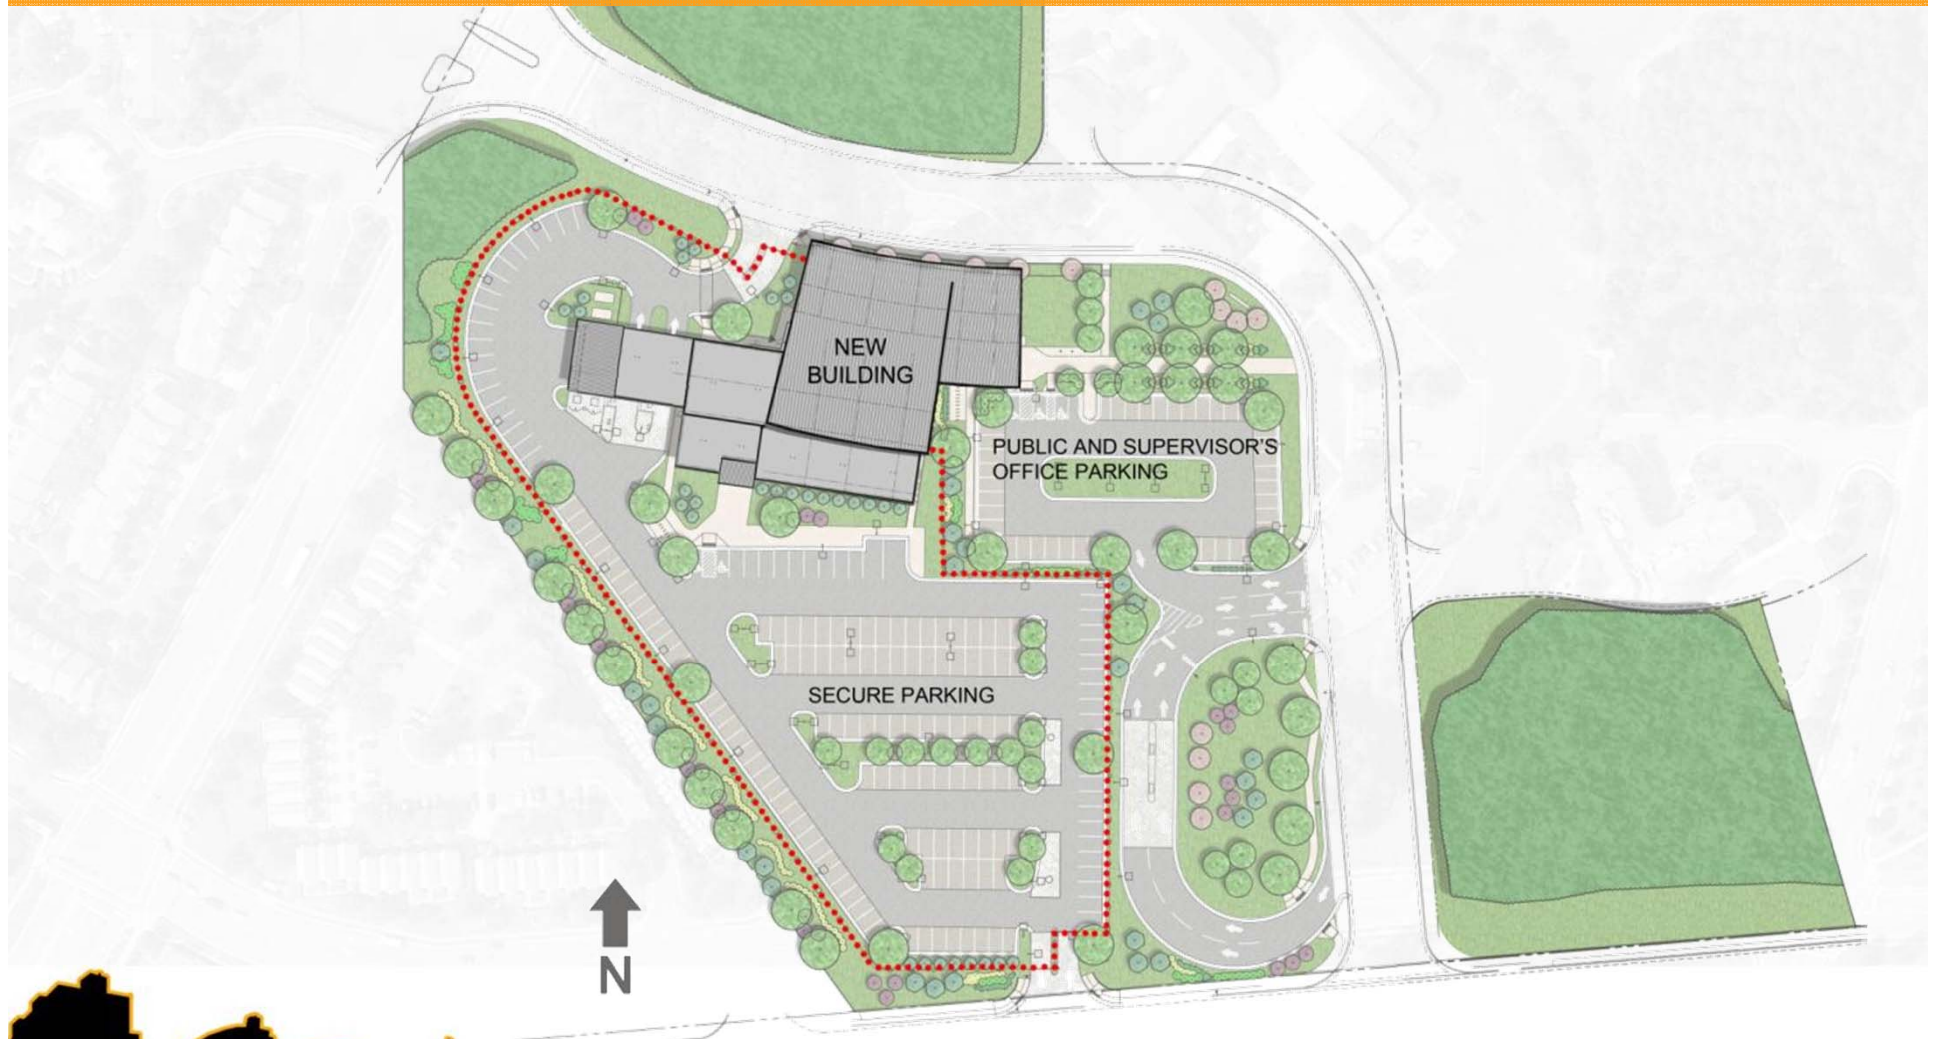 NEW
BUILDING
PUBLIC AND SUPERVISOR'S
OFFICE PARKING
SECURE PARKING
N